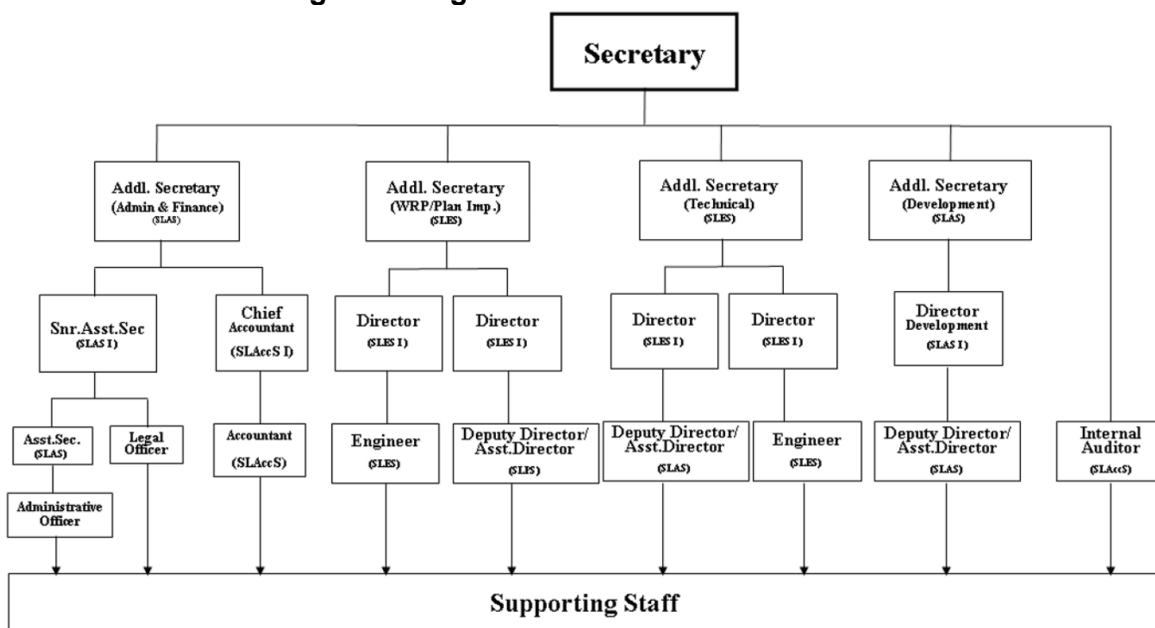 Secretary
Addl. Secretary
(Admin & Finance)
(SLAS)
Addl. Secretary
(WRP/Plan Imp.)
(SLES)
Addl. Secretary
(Technical)
(SLES)
Addl. Secretary
(Development)
(SLAS)
Snr.Asst.Sec
(SLAS I)
Chief
Accountant
(SLAccS I)
Director
(SLES I)
Director
(SLES I)
Director
(SLES I)
Director
(SLES I)
Director
Development
(SLAS I)
Asst.Sec.
(SLAS)
Legal
Officer
Accountant
(SLAccS)
Engineer
(SLES)
Deputy Director/
Asst.Director
(SLPS)
Deputy Director/
Asst.Director
(SLAS)
Engineer
(SLES)
Deputy Director/
Asst.Director
(SLAS)
Internal
Auditor
(SLAccS)
Administrative
Officer
Supporting Staff